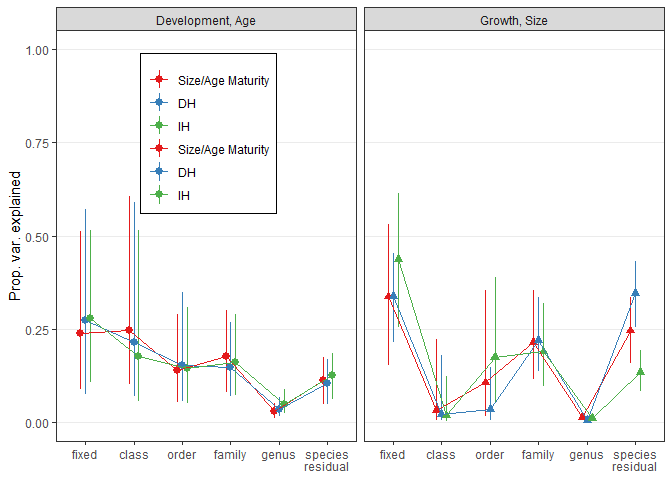 Development, Age
Growth, Size
Prop. var. explained
1.00
0.75
0.50
0.25
0.00
Size/Age Maturity
DH
IH
Size/Age Maturity
DH
IH
fixed class order family genus species
residual
fixed class order family genus species
residual